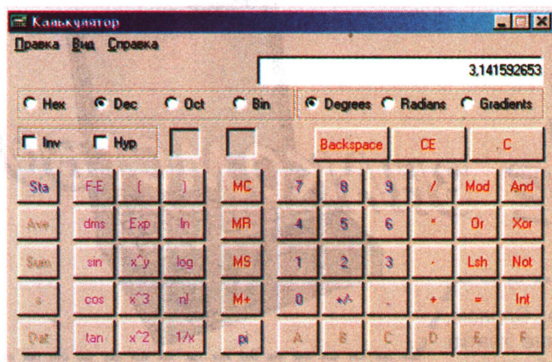 Калькулятор
Правка Вид Справка
3,141592653
Hex Dec Oct Bin Degrees Radians Gradients
Inv Hyp Backspace CE C
Sta F-E ( ) MC 7 8 9 / Mod And
Ave dms Exp ln MR 4 5 6 * Or Xor
Sum sin x^y log MS 1 2 3 - Lsh Not
s cos x^3 n! M+ 0 +/- . + = Int
Dat tan x^2 1/x pi A B C D E F